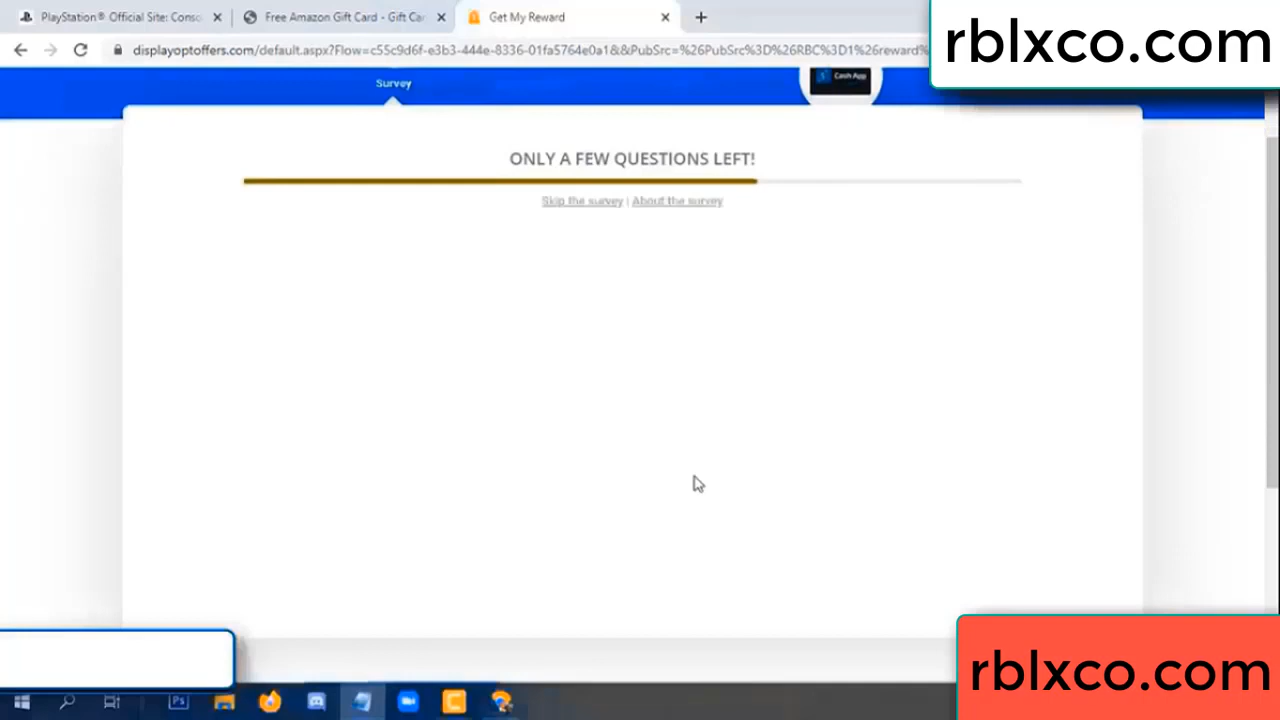 PlayStation® Official Site: Conso
Free Amazon Gift Card - Gift Car
Get My Reward
rblxco.com
displayoptoffers.com/default.aspx?Flow=c55c9d6f-e3b3-444e-8336-01fa5764e0a1&&PubSrc=%26PubSrc%3D%26RBC%3D1%26reward%
Survey
Cash App
ONLY A FEW QUESTIONS LEFT!
Skip the survey | About the survey
rblxco.com
Ps